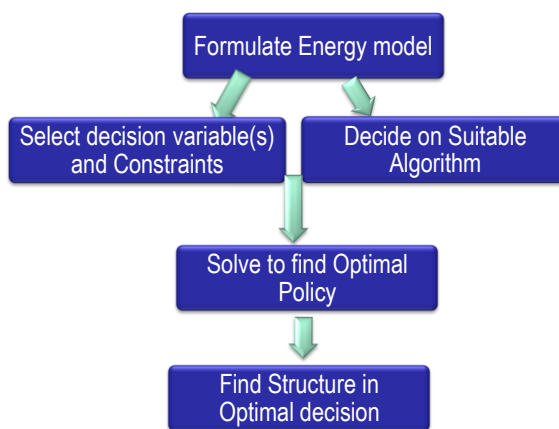 Formulate Energy model
Select decision variable(s)
and Constraints
Decide on Suitable
Algorithm
Solve to find Optimal
Policy
Find Structure in
Optimal decision